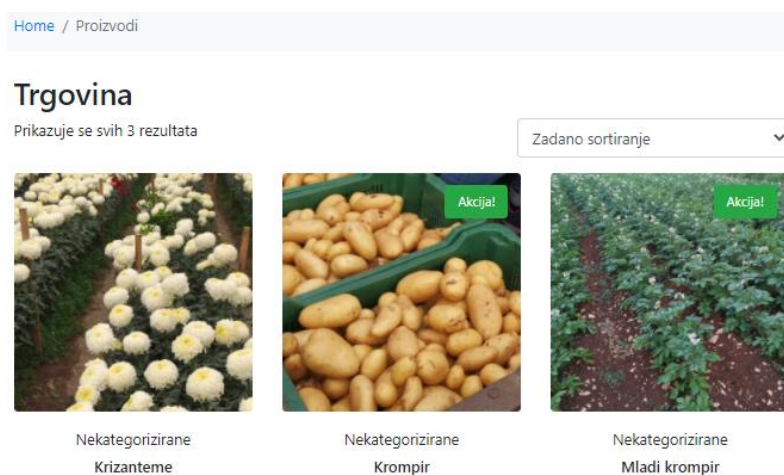 Home / Proizvodi
Trgovina
Prikazuje se svih 3 rezultata
Zadano sortiranje
Akcija!
Akcija!
Nekategorizirane
Nekategorizirane
Nekategorizirane
Krizanteme
Krompir
Mladi krompir